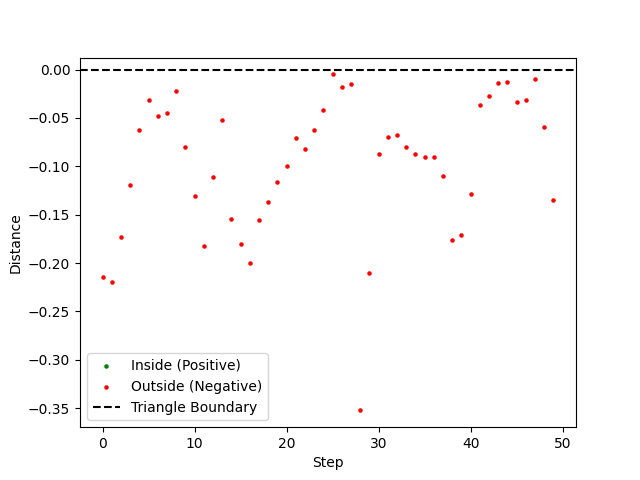 0.00
−0.05
−0.10
−0.15
−0.20
−0.25
−0.30
−0.35
Distance
Inside (Positive)
Outside (Negative)
Triangle Boundary
0 10 20 30 40 50
Step